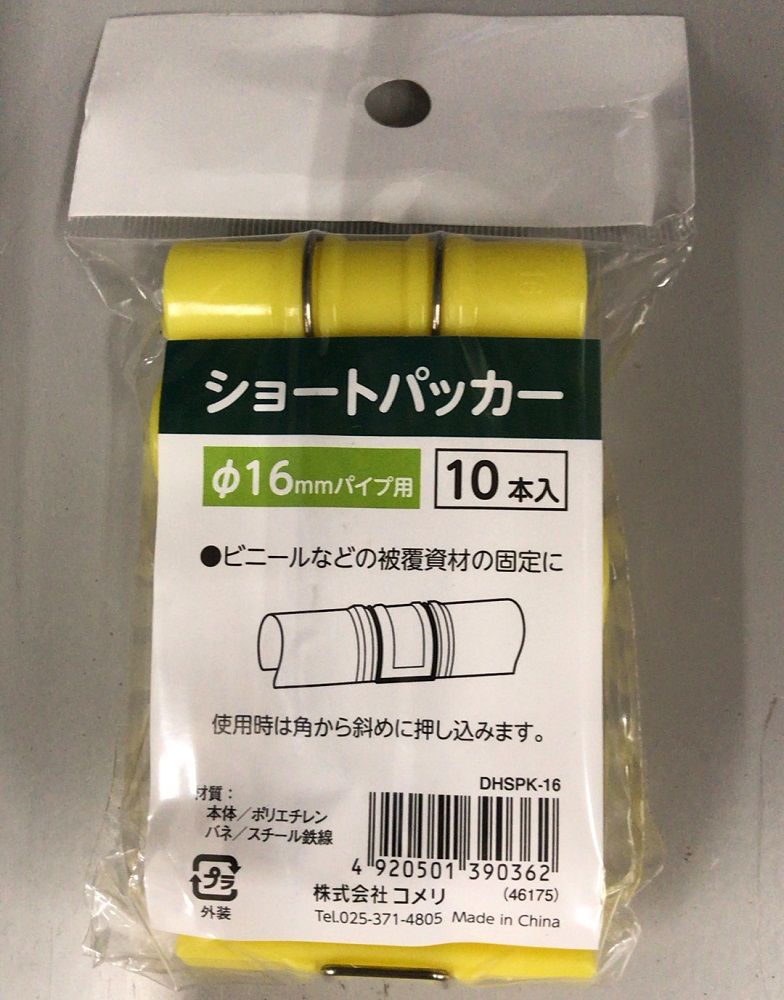 ショートパッカー
φ16mmパイプ用
10本入
●ビニールなどの被覆資材の固定に
使用時は角から斜めに押し込みます。
DHSPK-16
材質：
本体／ポリエチレン
バネ／スチール鉄線
4 920501 390362
プラ
外装
株式会社 コメリ
(46175)
TEL.025-371-4805 Made in China